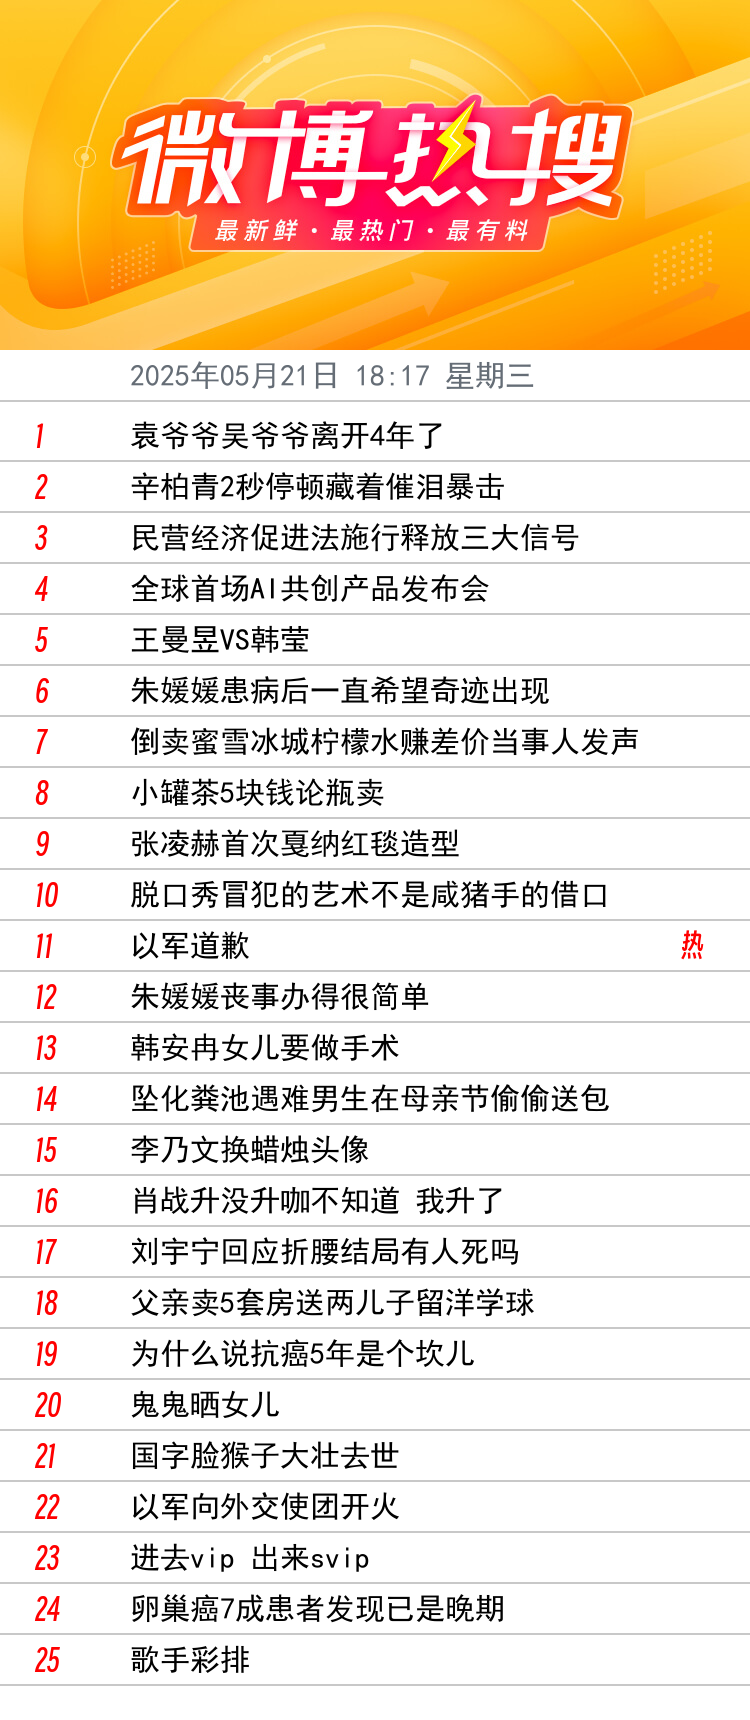 微博热搜
最新鲜·最热门·最有料
2025年05月21日 18:17 星期三
1 袁爷爷吴爷爷离开4年了
2 辛柏青2秒停顿藏着催泪暴击
3 民营经济促进法施行释放三大信号
4 全球首场AI共创产品发布会
5 王曼昱VS韩莹
6 朱媛媛患病后一直希望奇迹出现
7 倒卖蜜雪冰城柠檬水赚差价当事人发声
8 小罐茶5块钱论瓶卖
9 张凌赫首次戛纳红毯造型
10 脱口秀冒犯的艺术不是咸猪手的借口
11 以军道歉 热
12 朱媛媛丧事办得很简单
13 韩安冉女儿要做手术
14 坠化粪池遇难男生在母亲节偷偷送包
15 李乃文换蜡烛头像
16 肖战升没升咖不知道 我升了
17 刘宇宁回应折腰结局有人死吗
18 父亲卖5套房送两儿子留洋学球
19 为什么说抗癌5年是个坎儿
20 鬼鬼晒女儿
21 国字脸猴子大壮去世
22 以军向外交使团开火
23 进去vip 出来svip
24 卵巢癌7成患者发现已是晚期
25 歌手彩排